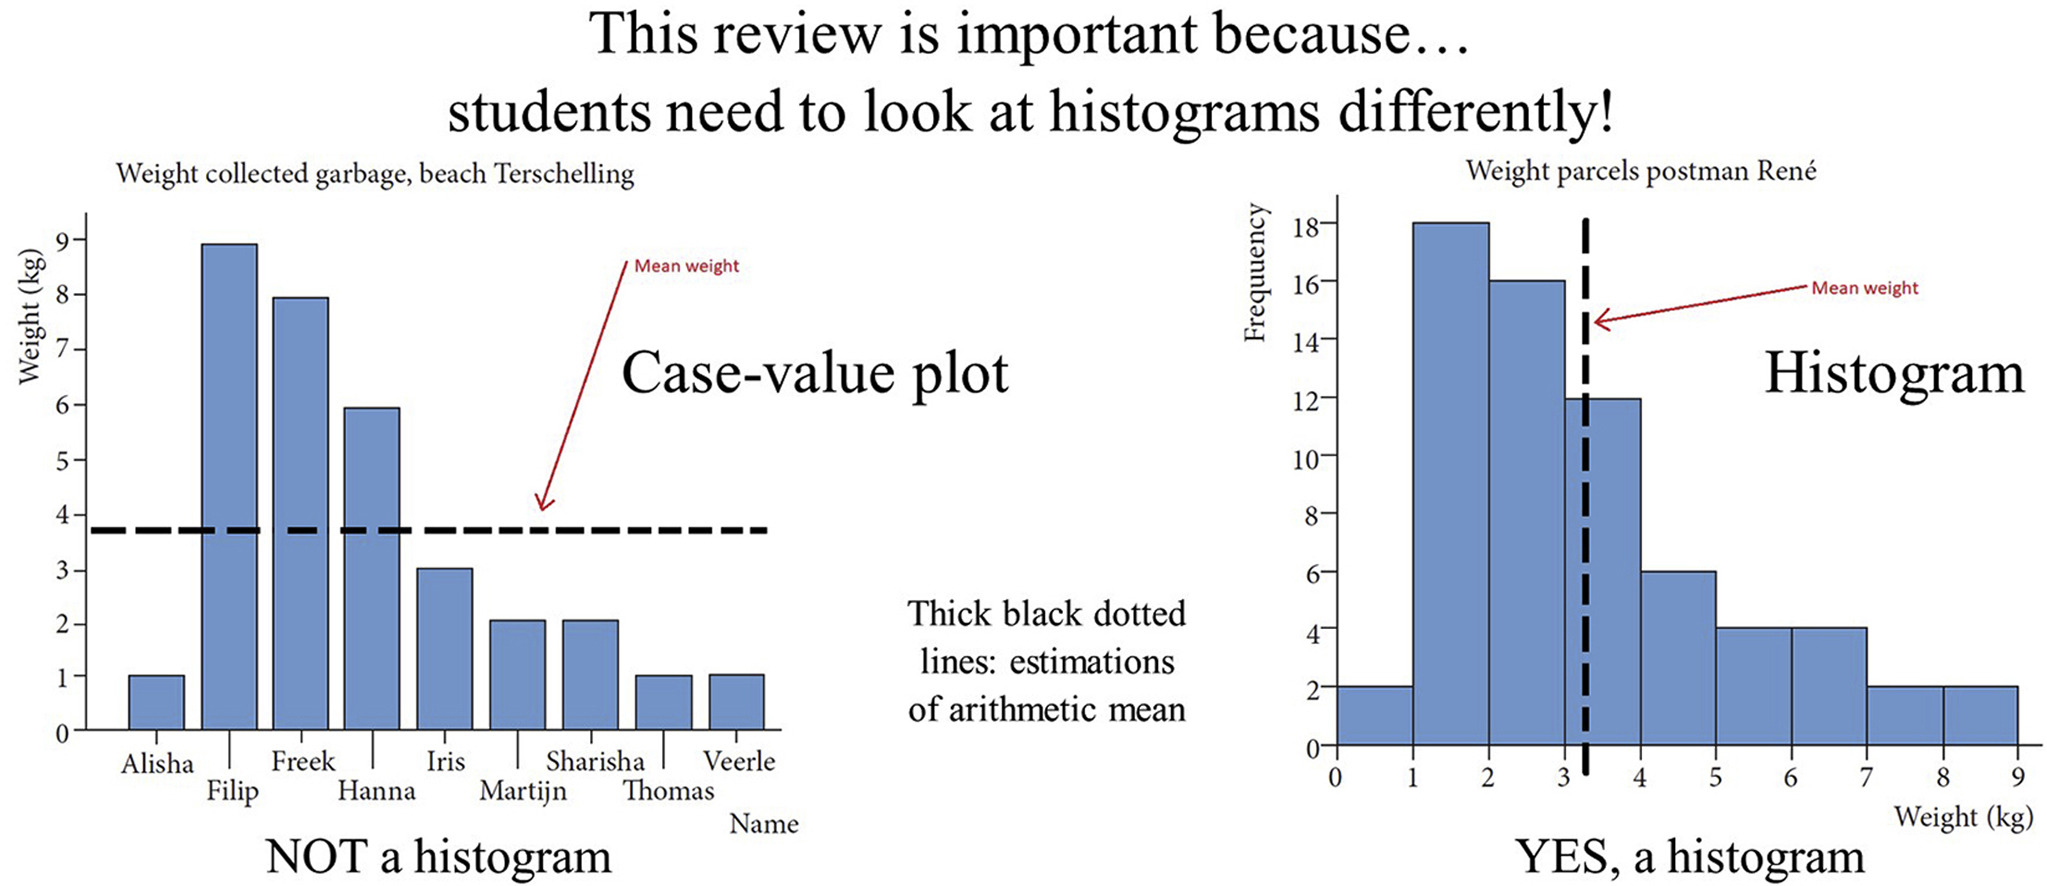 This review is important because…
students need to look at histograms differently!
Weight collected garbage, beach Terschelling
Weight (kg)
9
8
7
6
5
4
3
2
1
0
Mean weight
Case-value plot
Alisha
Filip
Freek
Hanna
Iris
Martijn
Sharisha
Thomas
Veerle
Name
NOT a histogram
Thick black dotted
lines: estimations
of arithmetic mean
Weight parcels postman René
Frequency
18
16
14
12
10
8
6
4
2
0
Mean weight
Histogram
0 1 2 3 4 5 6 7 8 9
Weight (kg)
YES, a histogram